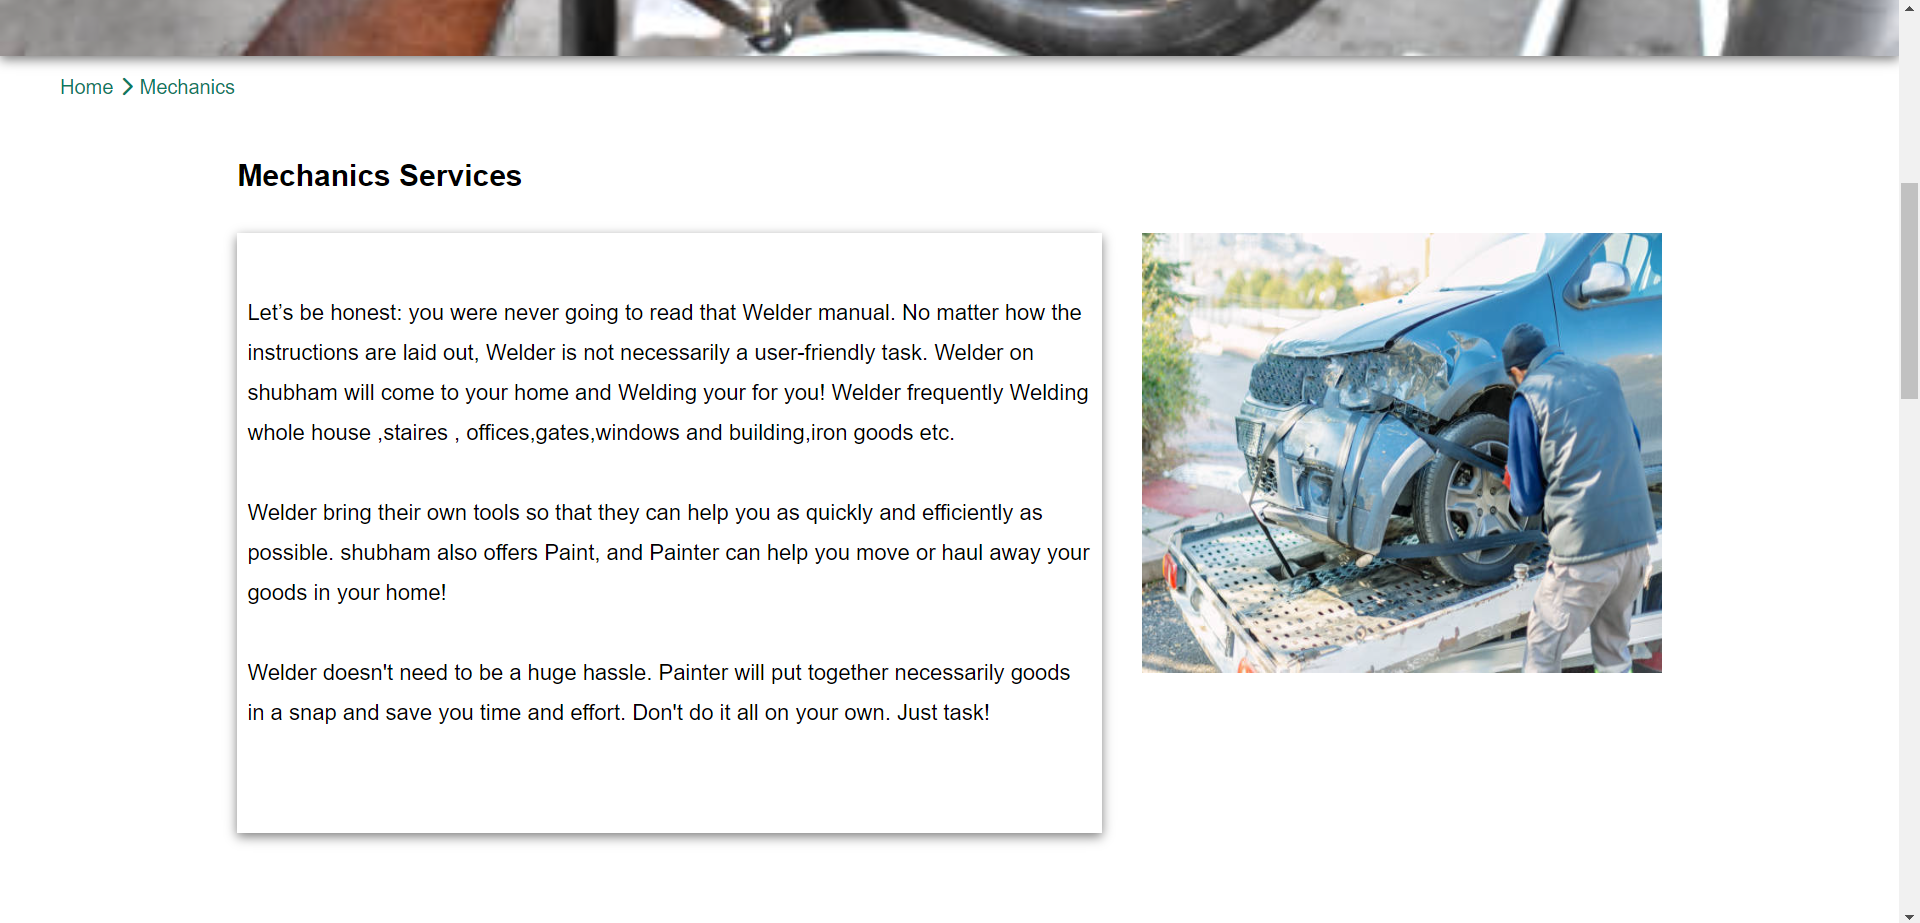 Home > Mechanics
Mechanics Services
Let’s be honest: you were never going to read that Welder manual. No matter how the
instructions are laid out, Welder is not necessarily a user-friendly task. Welder on
shubham will come to your home and Welding your for you! Welder frequently Welding
whole house ,staires , offices,gates,windows and building,iron goods etc.
Welder bring their own tools so that they can help you as quickly and efficiently as
possible. shubham also offers Paint, and Painter can help you move or haul away your
goods in your home!
Welder doesn't need to be a huge hassle. Painter will put together necessarily goods
in a snap and save you time and effort. Don't do it all on your own. Just task!